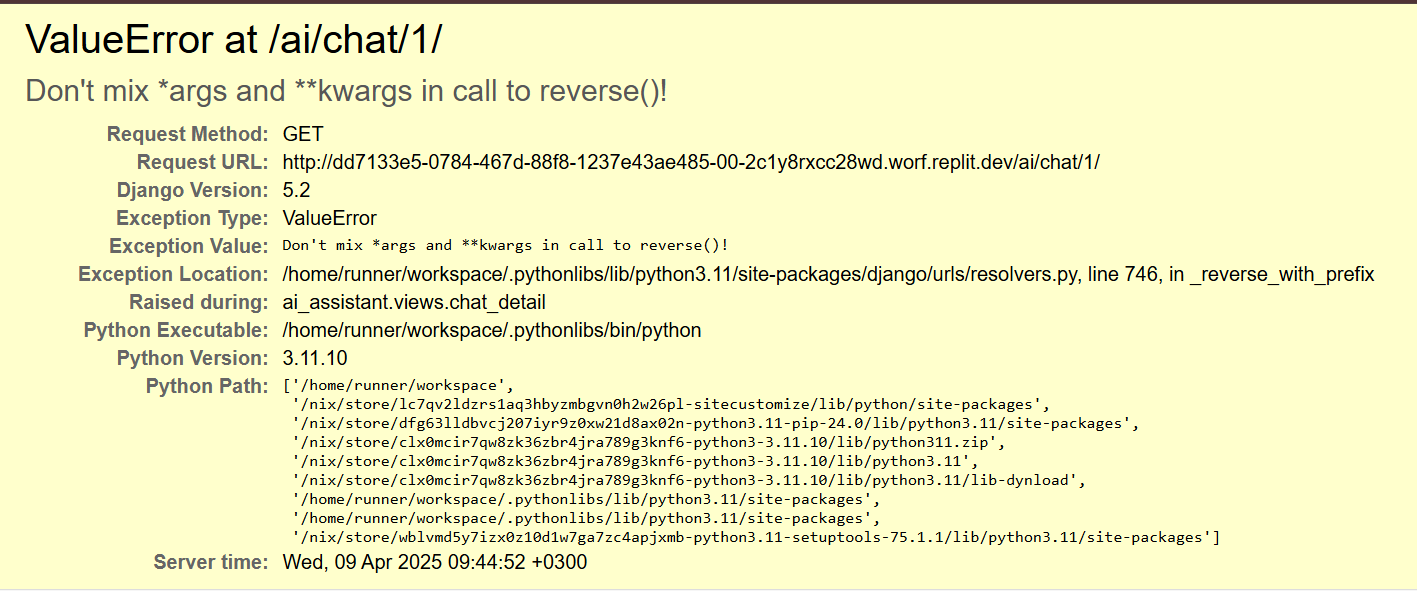 ValueError at /ai/chat/1/
Don't mix *args and **kwargs in call to reverse()!
Request Method: GET
Request URL: http://dd7133e5-0784-467d-88f8-1237e43ae485-00-2c1y8rxcc28wd.worf.replit.dev/ai/chat/1/
Django Version: 5.2
Exception Type: ValueError
Exception Value: Don't mix *args and **kwargs in call to reverse()!
Exception Location: /home/runner/workspace/.pythonlibs/lib/python3.11/site-packages/django/urls/resolvers.py, line 746, in _reverse_with_prefix
Raised during: ai_assistant.views.chat_detail
Python Executable: /home/runner/workspace/.pythonlibs/bin/python
Python Version: 3.11.10
Python Path: ['/home/runner/workspace',
'/nix/store/lc7qv2ldzrs1aq3hbyzmbgvn0h2w26pl-sitecustomize/lib/python/site-packages',
'/nix/store/dfg63lldbvcj207iyr9z0xw21d8ax02n-python3.11-pip-24.0/lib/python3.11/site-packages',
'/nix/store/clx0mcir7qw8zk36zbr4jra789g3knf6-python3-3.11.10/lib/python311.zip',
'/nix/store/clx0mcir7qw8zk36zbr4jra789g3knf6-python3-3.11.10/lib/python3.11',
'/nix/store/clx0mcir7qw8zk36zbr4jra789g3knf6-python3-3.11.10/lib/python3.11/lib-dynload',
'/home/runner/workspace/.pythonlibs/lib/python3.11/site-packages',
'/home/runner/workspace/.pythonlibs/lib/python3.11/site-packages',
'/nix/store/wblvmd5y7izx0z10d1w7ga7zc4apjxmb-python3.11-setuptools-75.1.1/lib/python3.11/site-packages']
Server time: Wed, 09 Apr 2025 09:44:52 +0300